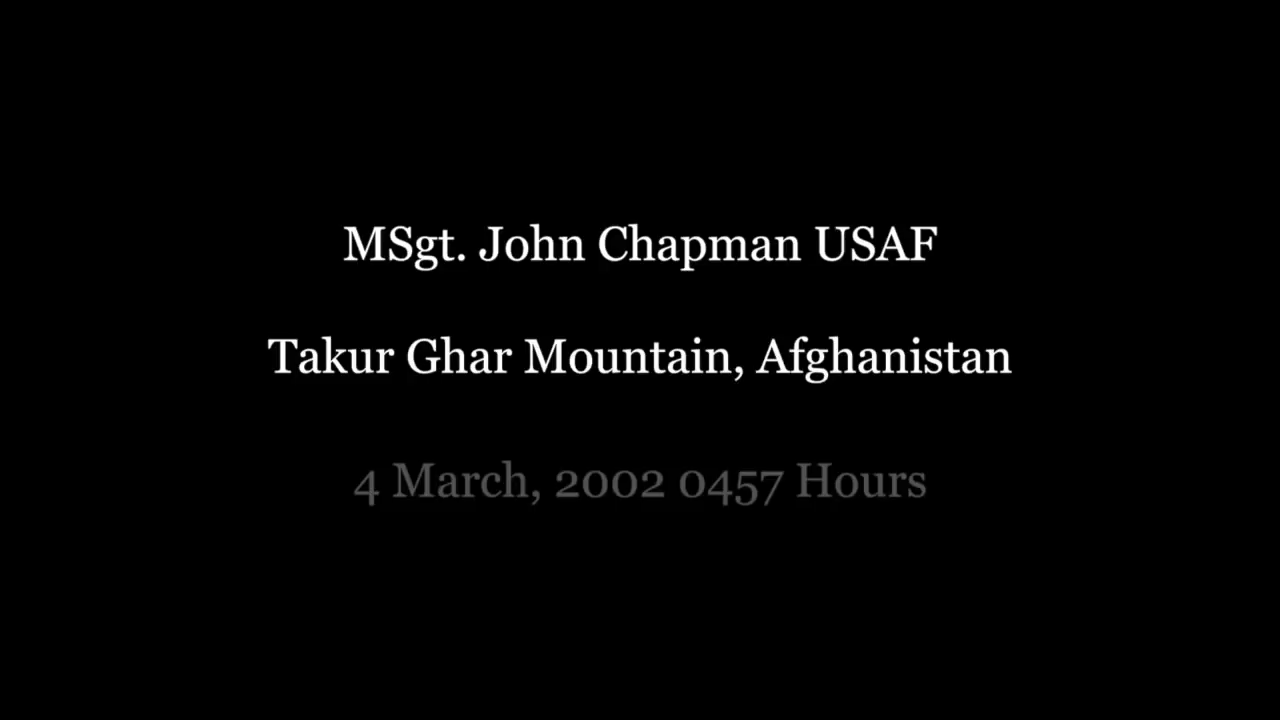 MSgt. John Chapman USAF
Takur Ghar Mountain, Afghanistan
4 March, 2002 0457 Hours